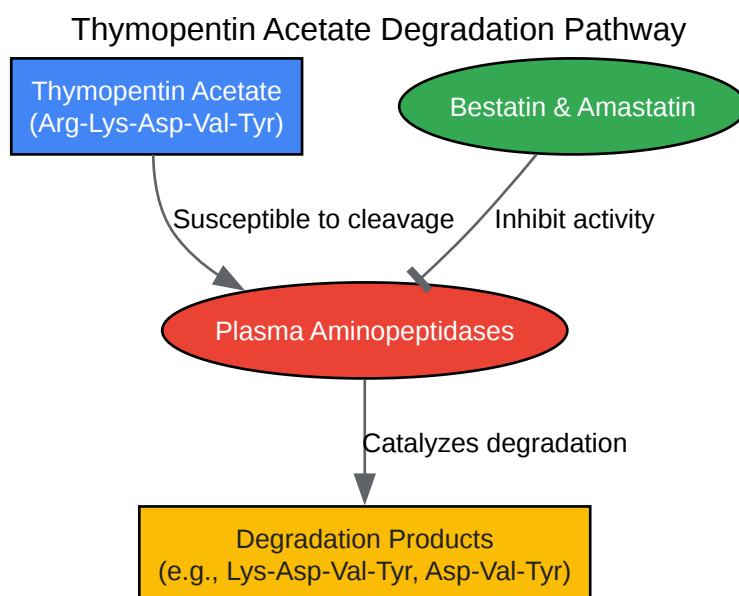 Thymopentin Acetate Degradation Pathway
Thymopentin Acetate
(Arg-Lys-Asp-Val-Tyr)
Bestatin & Amastatin
Susceptible to cleavage
Inhibit activity
Plasma Aminopeptidases
Catalyzes degradation
Degradation Products
(e.g., Lys-Asp-Val-Tyr, Asp-Val-Tyr)